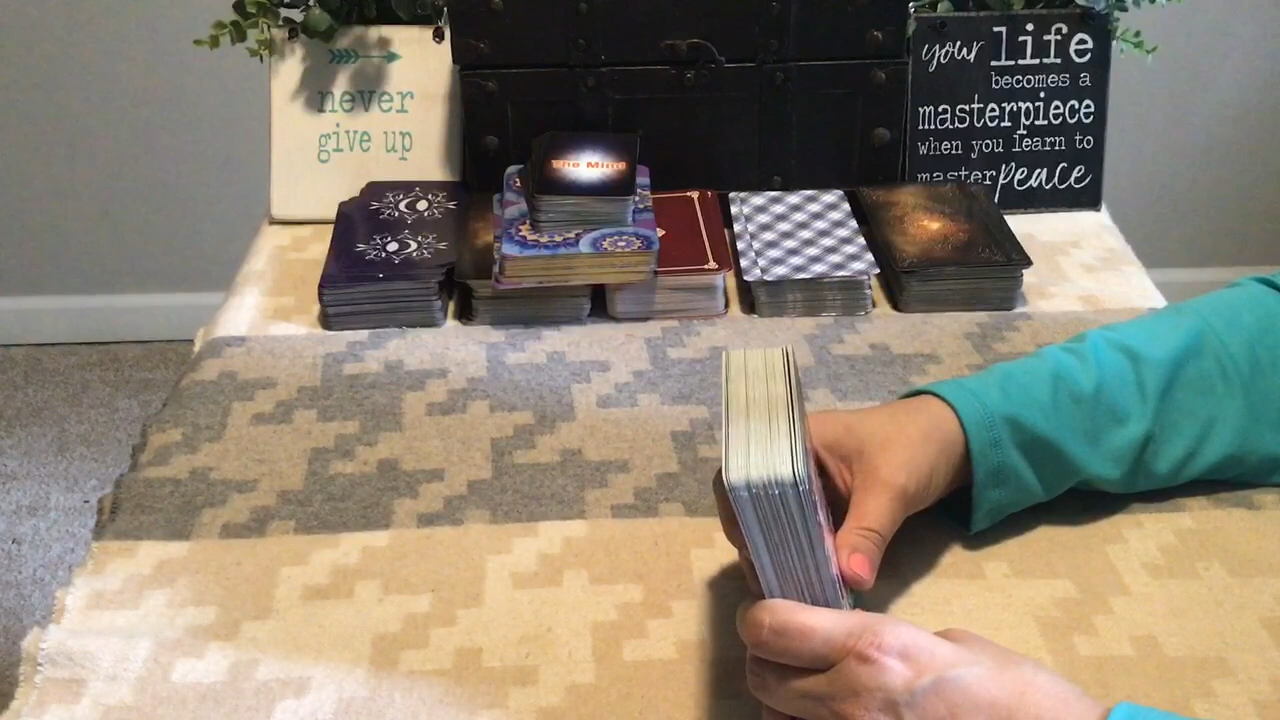 never
give up
The Mind
your life
becomes a
masterpiece
when you learn to
masterpeace